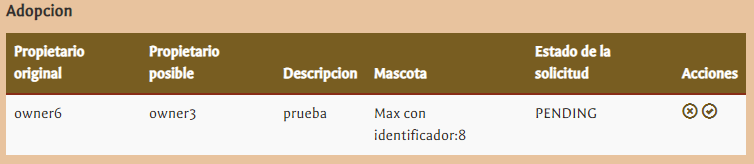 Adopcion
Propietario original
Propietario posible
Descripcion
Mascota
Estado de la solicitud
Acciones
owner6
owner3
prueba
Max con identificador:8
PENDING